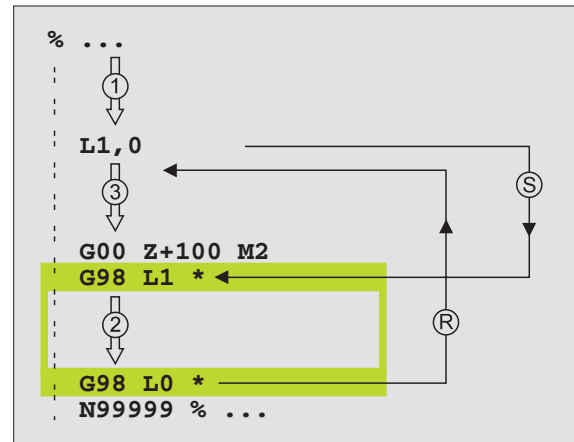 % ...
1
L1,0
S
3
G00 Z+100 M2
G98 L1 *
2
R
G98 L0 *
N99999 % ...